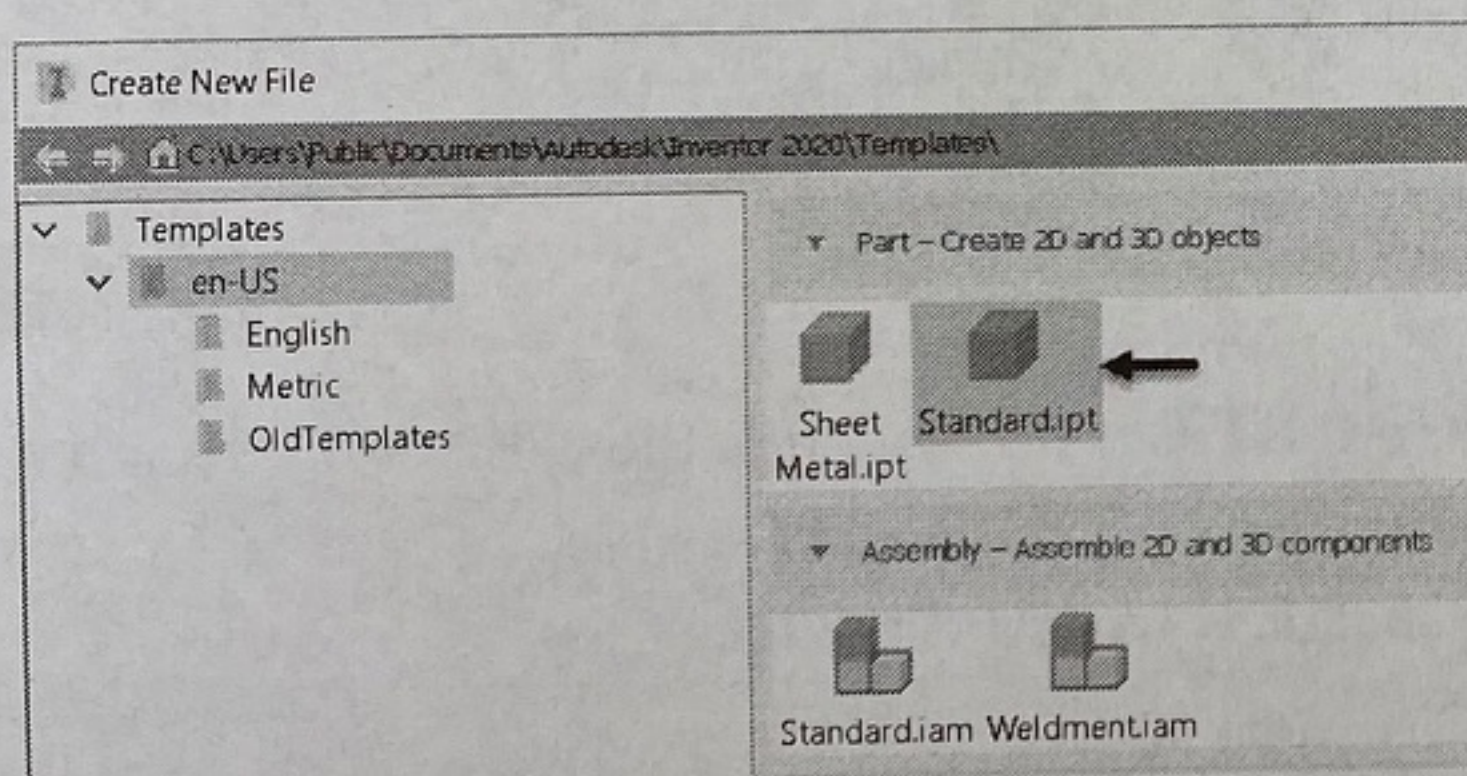 Create New File
C:\Users\Public\Documents\Autodesk\Inventor 2020\Templates\
Templates
en-US
English
Metric
OldTemplates
Part – Create 2D and 3D objects
Sheet
Metal.ipt
Standard.ipt
Assembly – Assemble 2D and 3D components
Standard.iam
Weldment.iam